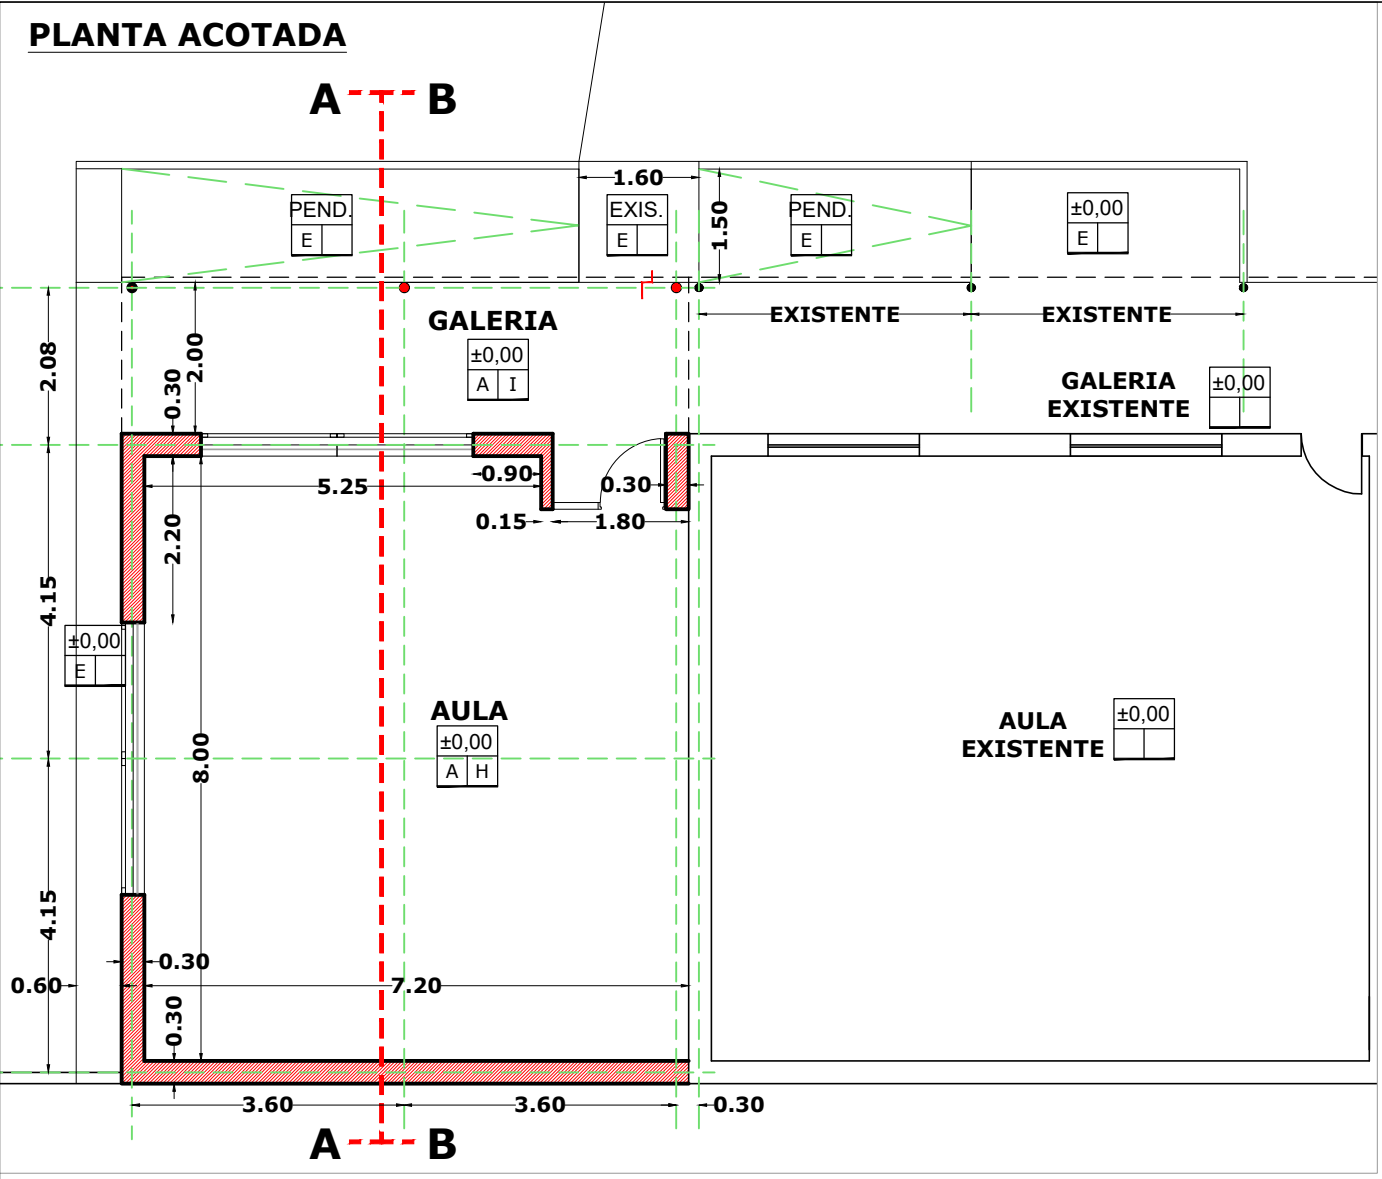 PLANTA ACOTADA
A B
1.60
PEND.
E
EXIS.
E
1.50
PEND.
E
±0,00
E
GALERIA
±0,00
A I
EXISTENTE
EXISTENTE
2.08
0.30
2.00
GALERIA
EXISTENTE
±0,00
5.25
0.90
0.30
0.15
1.80
2.20
4.15
±0,00
E
8.00
AULA
±0,00
A H
AULA
EXISTENTE
±0,00
4.15
0.30
0.60
7.20
0.30
3.60
3.60
0.30
A B